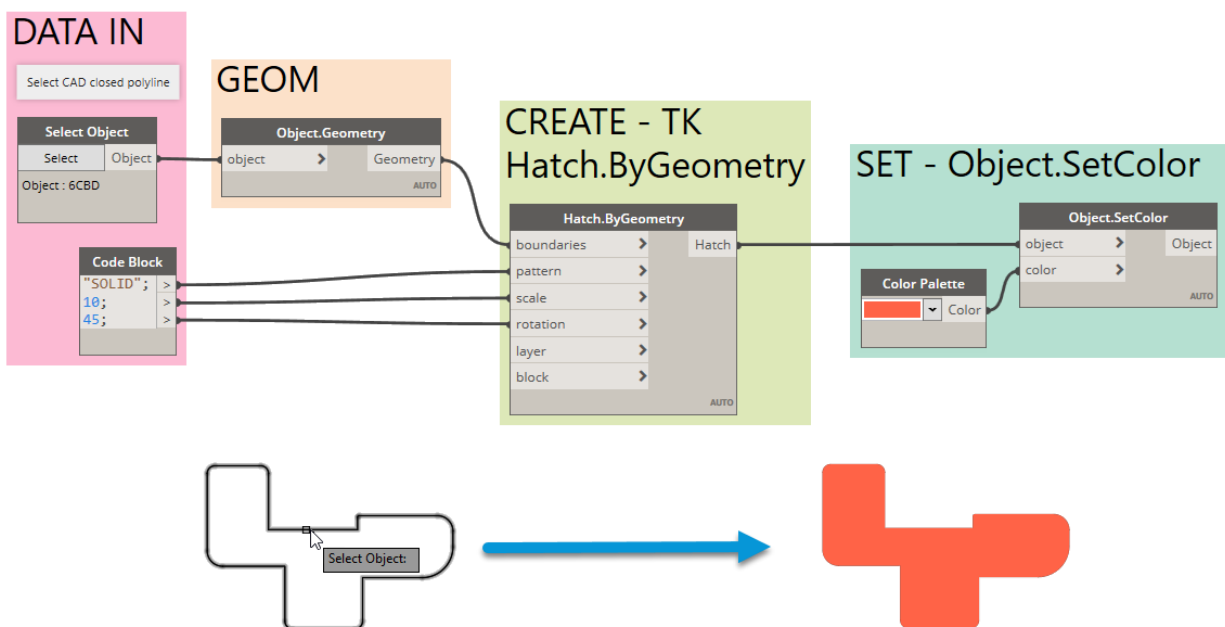 DATA IN
Select CAD closed polyline
Select Object
Select
Object
Object : 6CBD
Code Block
"SOLID"; >
10; >
45; >
GEOM
Object.Geometry
object >
Geometry
AUTO
CREATE - TK
Hatch.ByGeometry
Hatch.ByGeometry
boundaries >
Hatch
pattern >
scale >
rotation >
layer >
block >
AUTO
SET - Object.SetColor
Object.SetColor
object >
Object
color >
AUTO
Color Palette
Color
Select Object: